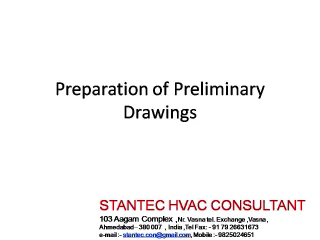 Preparation of Preliminary
Drawings
STANTEC HVAC CONSULTANT
103 Aagam Complex , Nr. Vasna tel. Exchange ,Vasna,
Ahmedabad - 380 007 , India ,Tel Fax: - 91 79 26631673
e-mail :- stantec.con@gmail.com, Mobile :- 9825024651